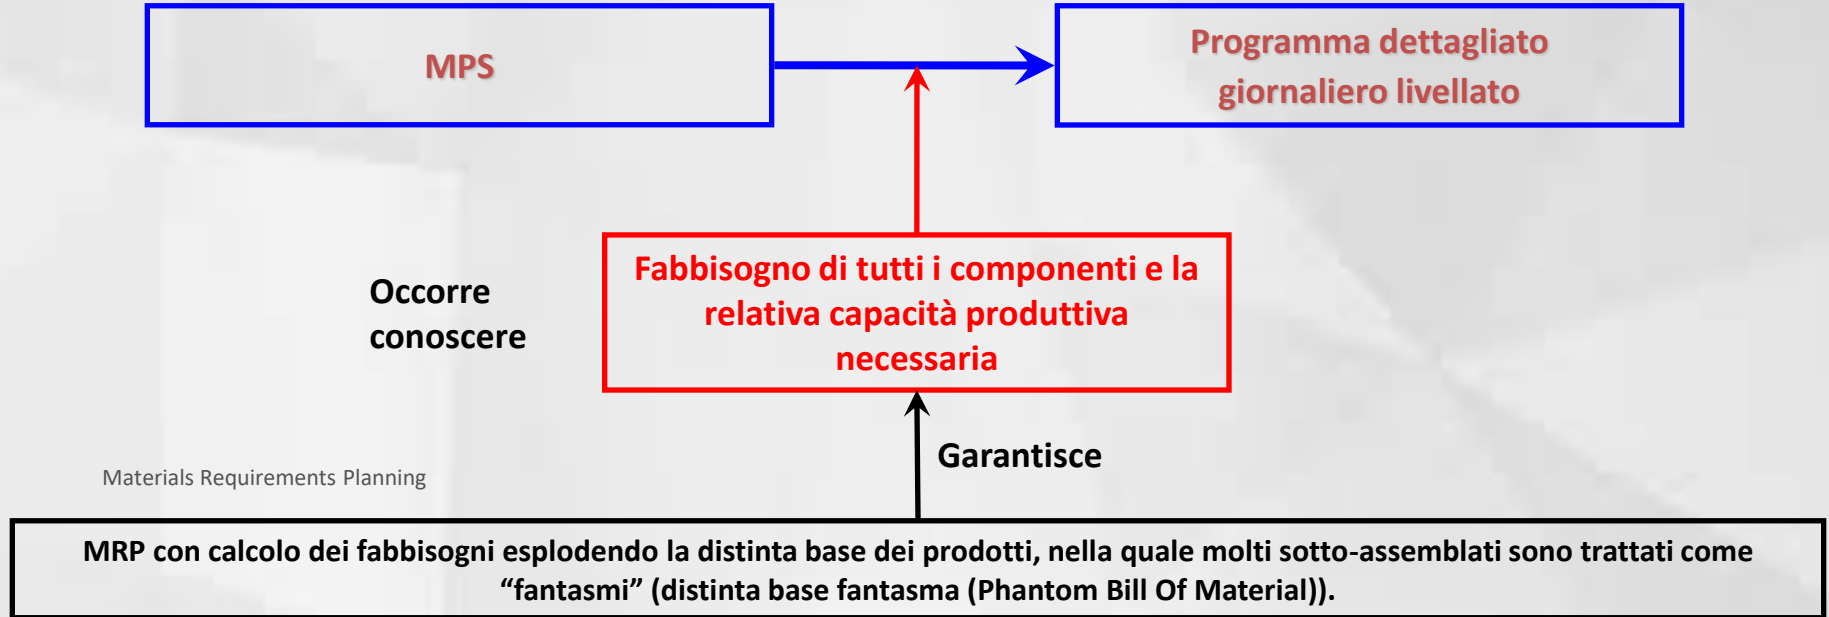 MPS
Programma dettagliato
giornaliero livellato
Occorre
conoscere
Fabbisogno di tutti i componenti e la
relativa capacità produttiva
necessaria
Garantisce
Materials Requirements Planning
MRP con calcolo dei fabbisogni esplodendo la distinta base dei prodotti, nella quale molti sotto-assemblati sono trattati come
“fantasmi” (distinta base fantasma (Phantom Bill Of Material)).